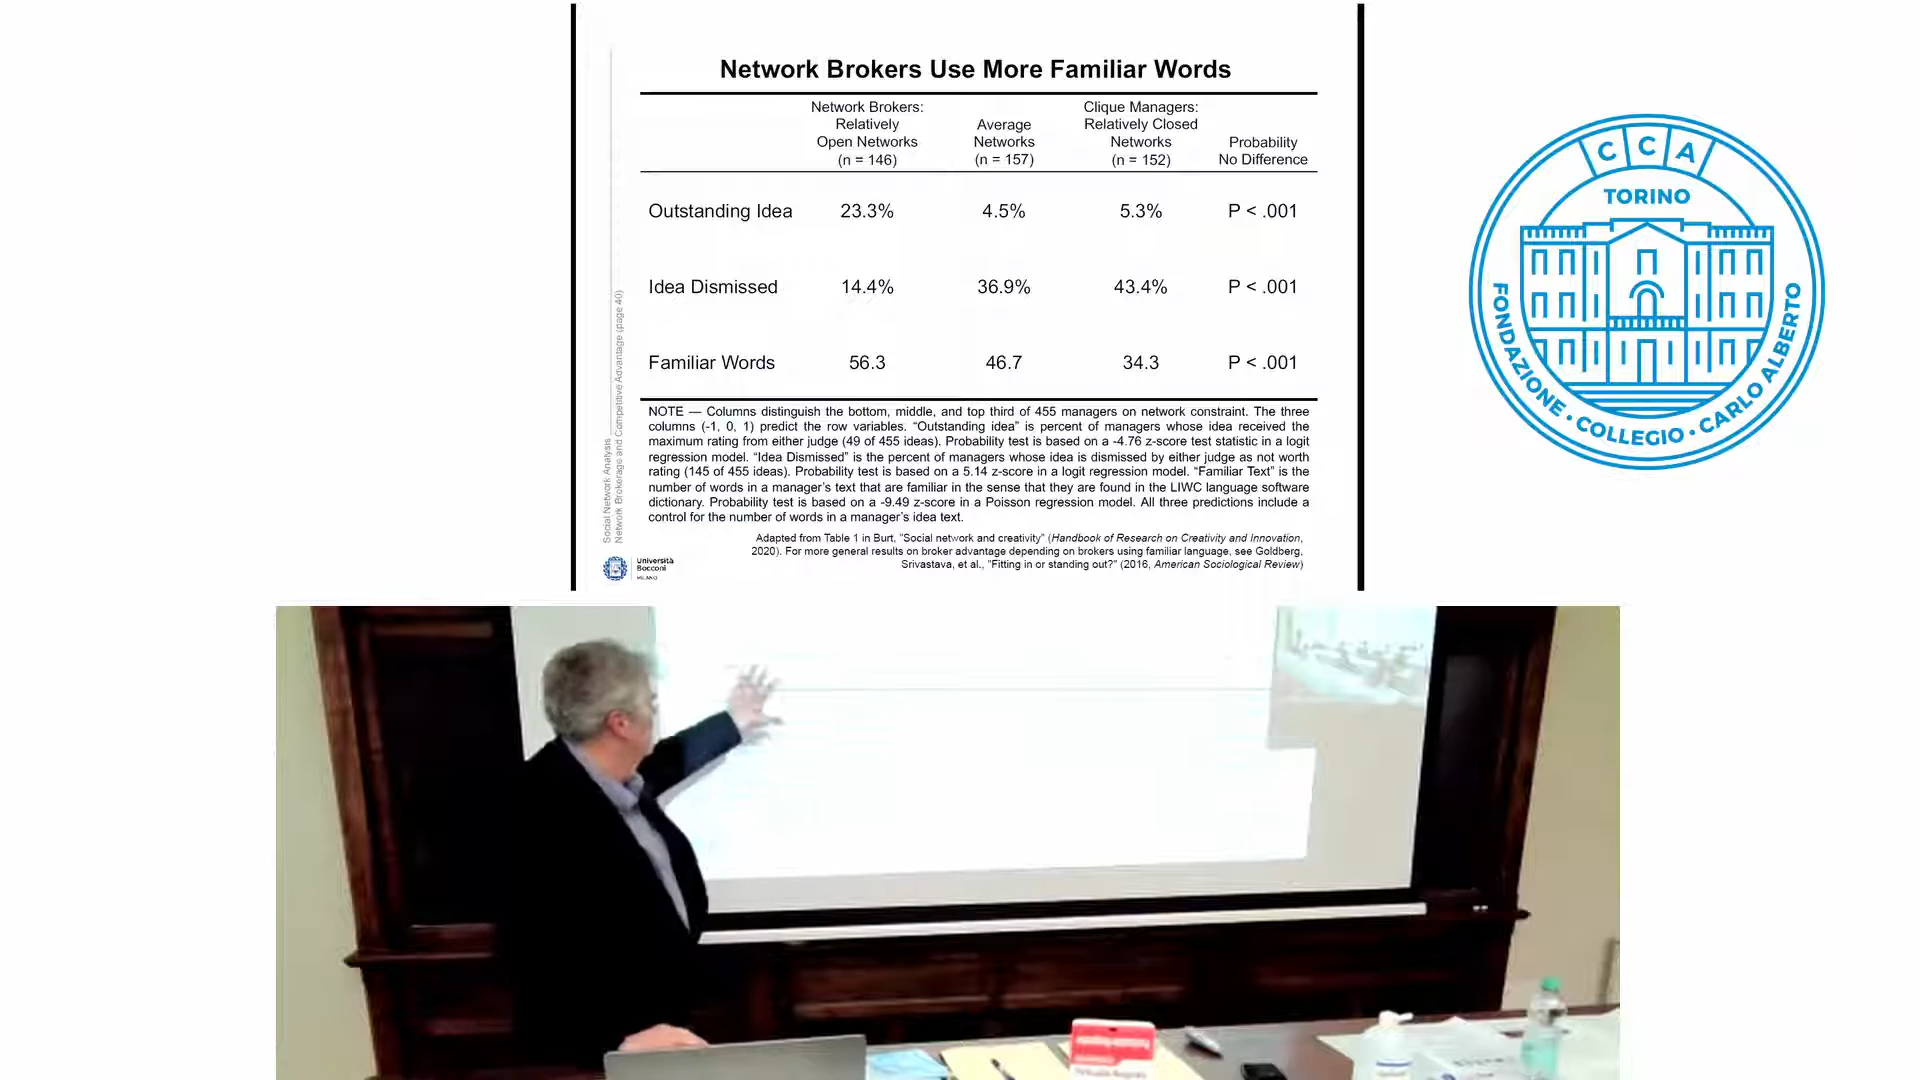 Network Brokers Use More Familiar Words
Network Brokers:
Relatively
Open Networks
(n = 146)
Average
Networks
(n = 157)
Clique Managers:
Relatively Closed
Networks
(n = 152)
Probability
No Difference
Outstanding Idea 23.3% 4.5% 5.3% P < .001
Idea Dismissed 14.4% 36.9% 43.4% P < .001
Familiar Words 56.3 46.7 34.3 P < .001
NOTE — Columns distinguish the bottom, middle, and top third of 455 managers on network constraint. The three
columns (-1, 0, 1) predict the row variables. “Outstanding idea” is percent of managers whose idea received the
maximum rating from either judge (49 of 455 ideas). Probability test is based on a -4.76 z-score test statistic in a logit
regression model. “Idea Dismissed” is the percent of managers whose idea is dismissed by either judge as not worth
rating (145 of 455 ideas). Probability test is based on a 5.14 z-score in a logit regression model. “Familiar Text” is the
number of words in a manager’s text that are familiar in the sense that they are found in the LIWC language software
dictionary. Probability test is based on a -9.49 z-score in a Poisson regression model. All three predictions include a
control for the number of words in a manager’s idea text.
Adapted from Table 1 in Burt, "Social network and creativity" (Handbook of Research on Creativity and Innovation,
2020). For more general results on broker advantage depending on brokers using familiar language, see Goldberg,
Srivastava, et al., "Fitting in or standing out?" (2016, American Sociological Review)
Social Network Analysis
Network Brokerage and Competitive Advantage (page 40)
Università
Bocconi
MILANO
CCA
TORINO
FONDAZIONE • COLLEGIO • CARLO ALBERTO